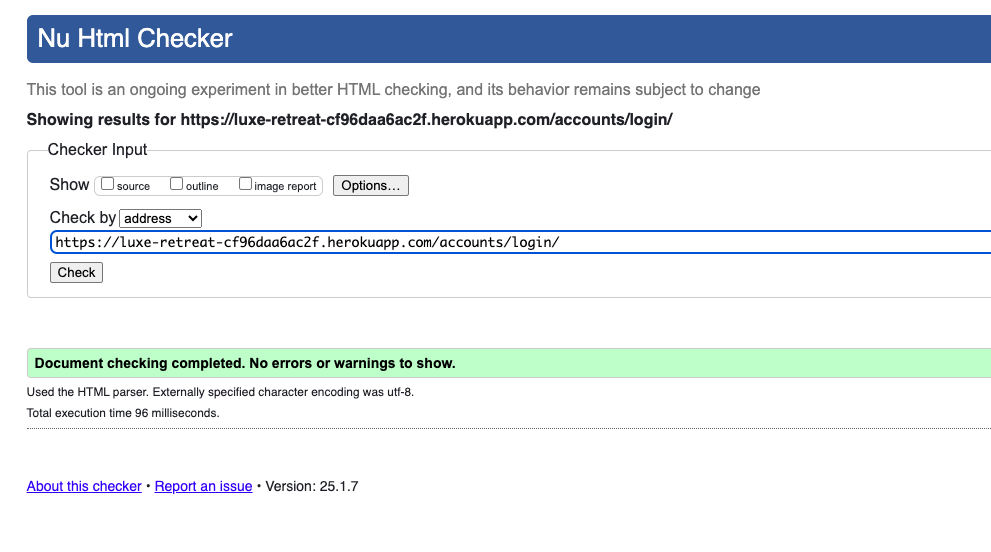 Nu Html Checker
This tool is an ongoing experiment in better HTML checking, and its behavior remains subject to change
Showing results for https://luxe-retreat-cf96daa6ac2f.herokuapp.com/accounts/login/
Checker Input
Show source outline image report Options...
Check by address
https://luxe-retreat-cf96daa6ac2f.herokuapp.com/accounts/login/
Check
Document checking completed. No errors or warnings to show.
Used the HTML parser. Externally specified character encoding was utf-8.
Total execution time 96 milliseconds.
About this checker • Report an issue • Version: 25.1.7